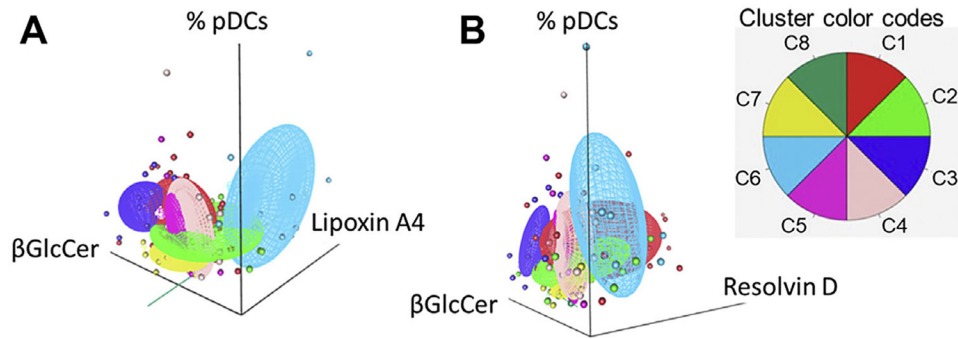 A
% pDCs
βGlcCer
Lipoxin A4
B
% pDCs
βGlcCer
Resolvin D
Cluster color codes
C8
C1
C7
C2
C6
C3
C5
C4